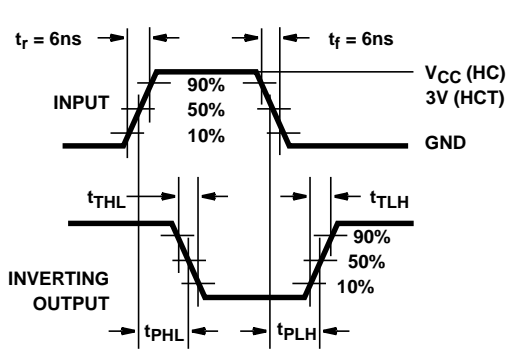 tr = 6ns
tf = 6ns
VCC (HC)
3V (HCT)
INPUT
90%
50%
10%
GND
tTHL
tTLH
90%
50%
10%
INVERTING
OUTPUT
tPHL
tPLH